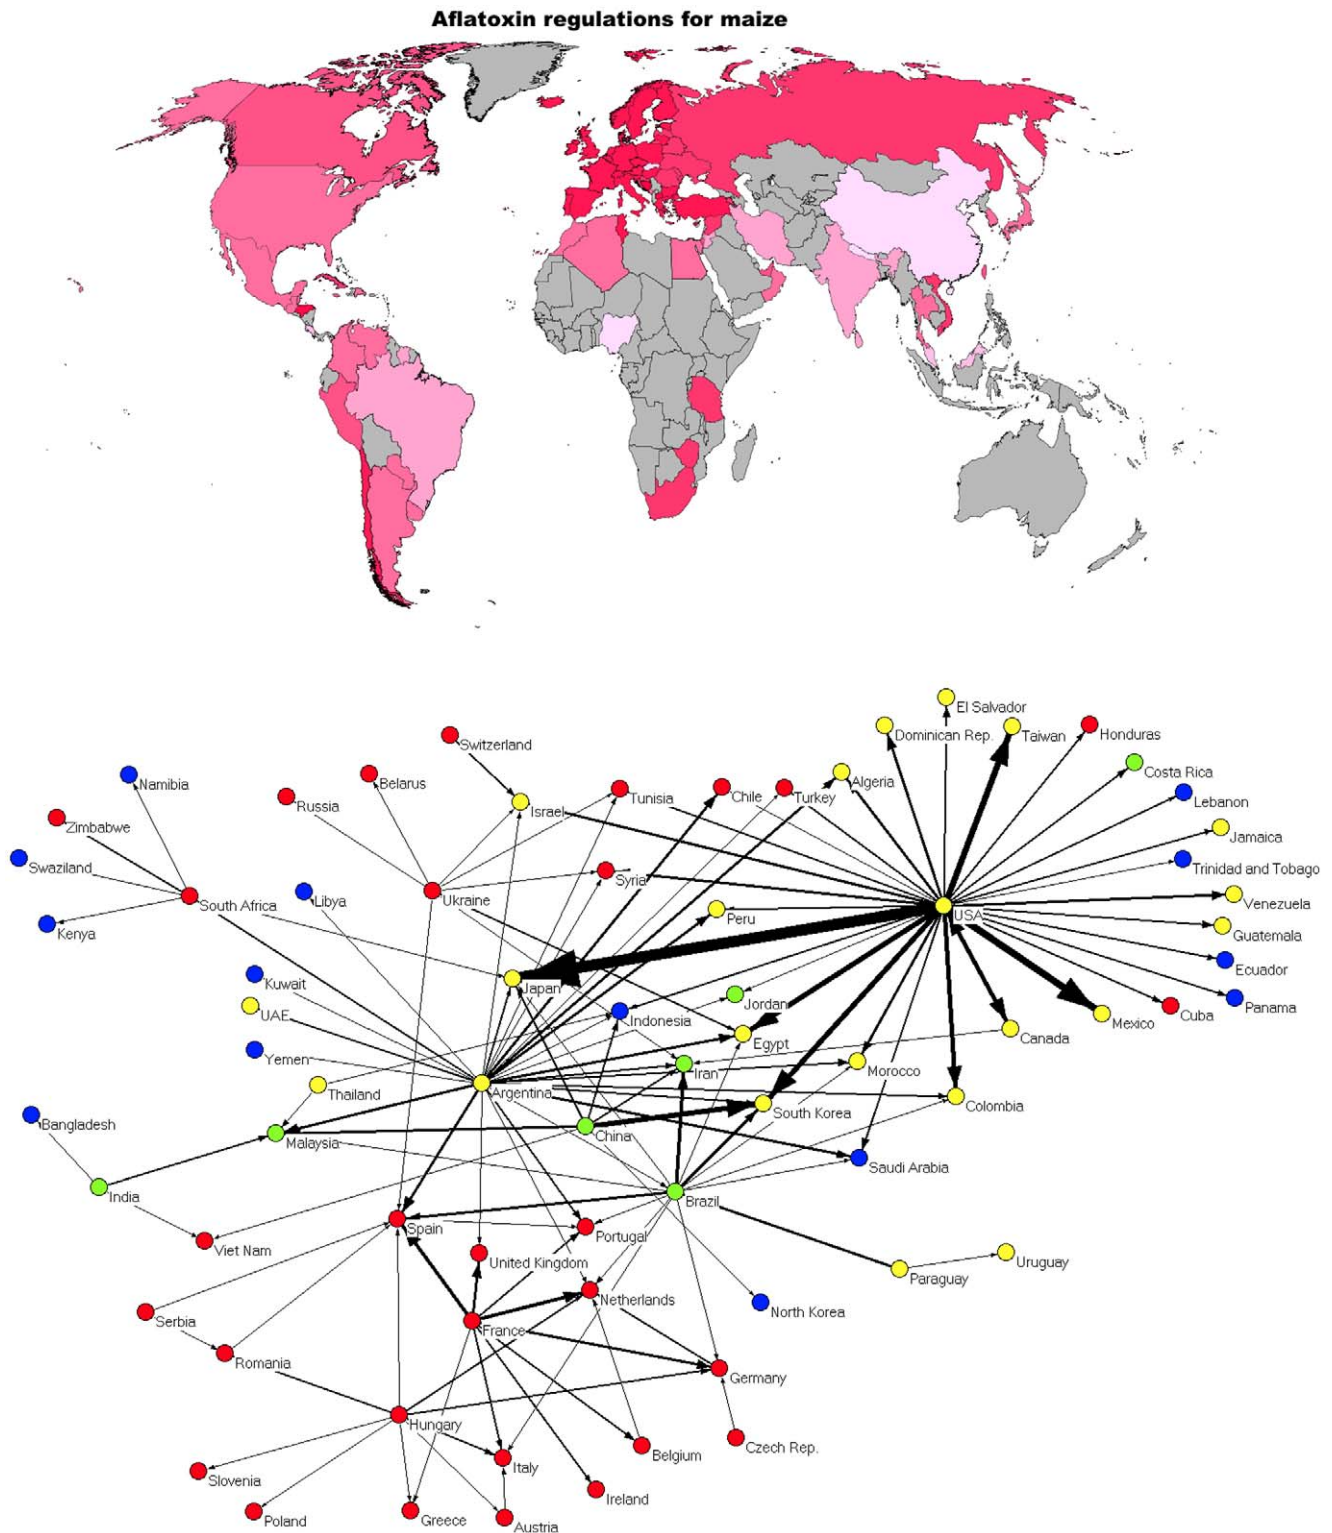 Aflatoxin regulations for maize
El Salvador
Dominican Rep.
Taiwan
Honduras
Switzerland
Costa Rica
Namibia
Belarus
Algeria
Russia
Israel
Tunisia
Chile
Turkey
Lebanon
Zimbabwe
Jamaica
Swaziland
Trinidad and Tobago
Syria
South Africa
Libya
Ukraine
Peru
USA
Venezuela
Kenya
Guatemala
Ecuador
Kuwait
Japan
Jordan
Panama
UAE
Indonesia
Mexico
Cuba
Egypt
Canada
Yemen
Iran
Morocco
Thailand
Argentina
South Korea
Colombia
Bangladesh
Malaysia
China
Saudi Arabia
India
Brazil
Viet Nam
Spain
Portugal
United Kingdom
Uruguay
Paraguay
Netherlands
North Korea
Serbia
France
Romania
Germany
Hungary
Czech Rep.
Belgium
Italy
Slovenia
Ireland
Poland
Greece
Austria